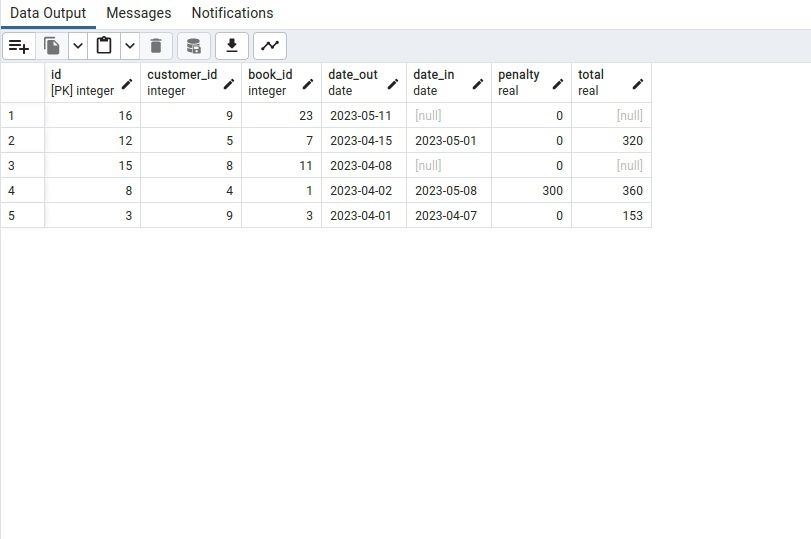 Data Output Messages Notifications
id customer_id book_id date_out date_in penalty total
[PK] integer integer integer date date real real
1 16 9 23 2023-05-11 [null] 0 [null]
2 12 5 7 2023-04-15 2023-05-01 0 320
3 15 8 11 2023-04-08 [null] 0 [null]
4 8 4 1 2023-04-02 2023-05-08 300 360
5 3 9 3 2023-04-01 2023-04-07 0 153